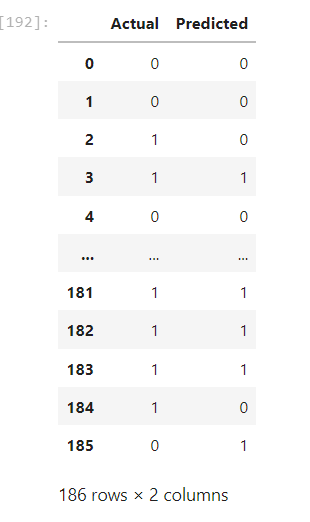 [192]:
Actual Predicted
0 0 0
1 0 0
2 1 0
3 1 1
4 0 0
... ... ...
181 1 1
182 1 1
183 1 1
184 1 0
185 0 1
186 rows × 2 columns